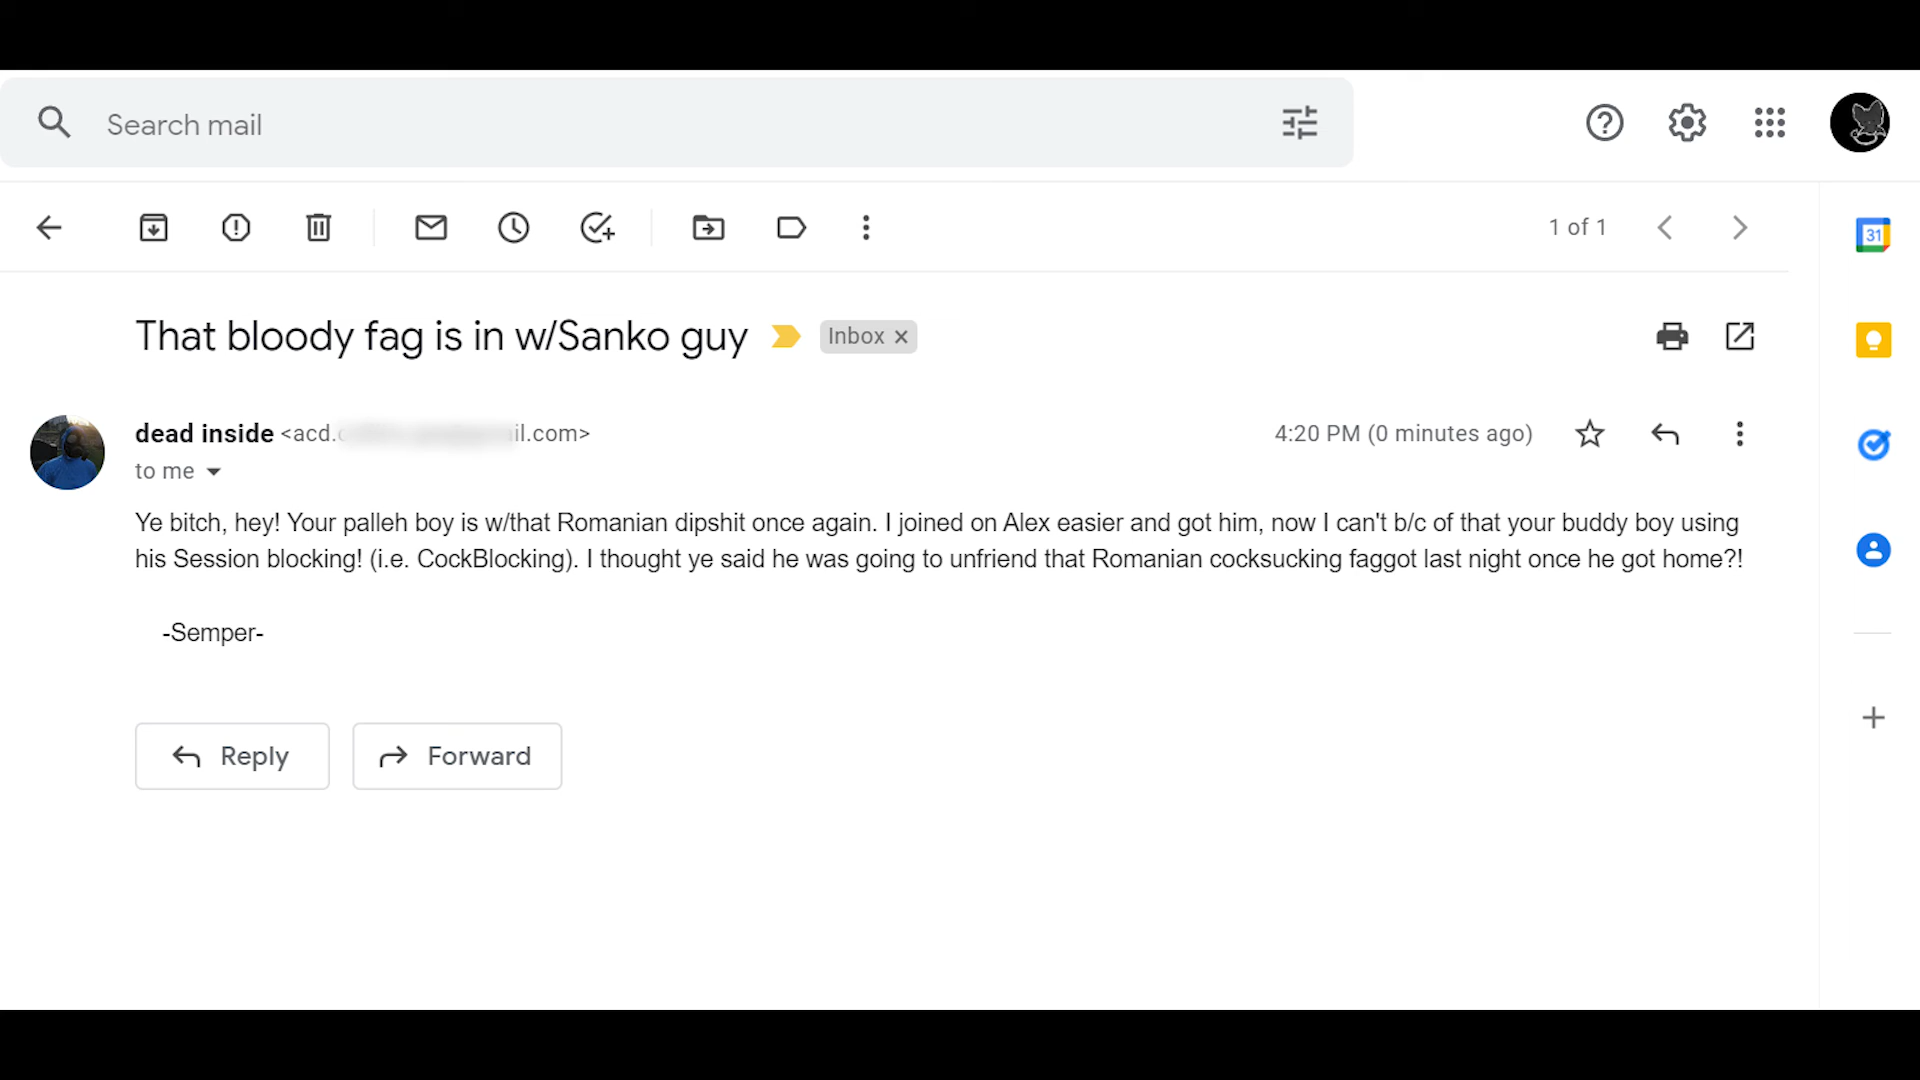 Search mail
1 of 1
31
That bloody fag is in w/Sanko guy Inbox ×
dead inside <acd. il.com> 4:20 PM (0 minutes ago)
to me
Ye bitch, hey! Your palleh boy is w/that Romanian dipshit once again. I joined on Alex easier and got him, now I can't b/c of that your buddy boy using
his Session blocking! (i.e. CockBlocking). I thought ye said he was going to unfriend that Romanian cocksucking faggot last night once he got home?!
-Semper-
Reply Forward